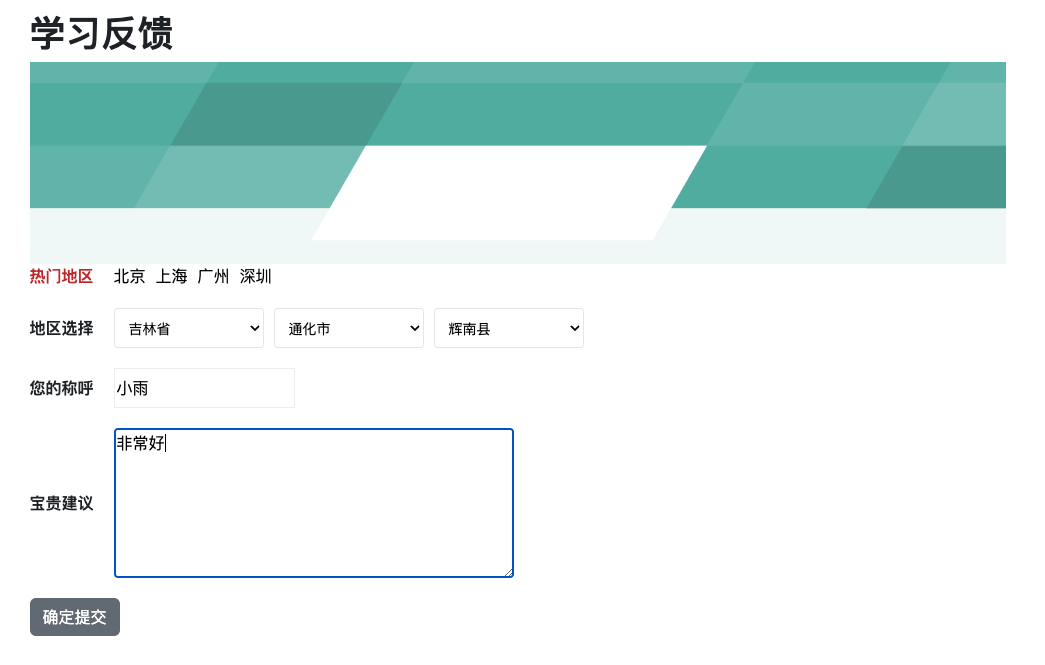 学习反馈
热门地区 北京 上海 广州 深圳
地区选择 吉林省 通化市 辉南县
您的称呼 小雨
非常好
宝贵建议
确定提交